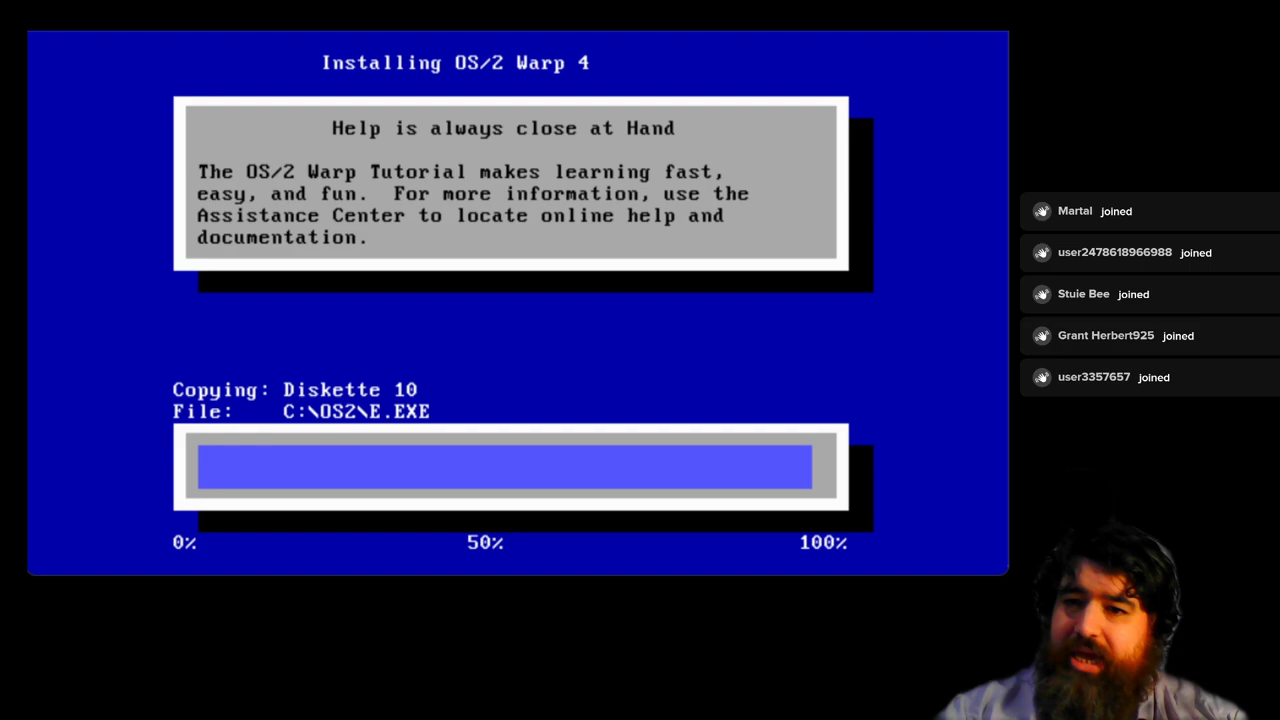 Installing OS/2 Warp 4
Help is always close at Hand
The OS/2 Warp Tutorial makes learning fast,
easy, and fun.  For more information, use the
Assistance Center to locate online help and
documentation.
Copying: Diskette 10
File:    C:\OS2\E.EXE
0% 50% 100%
Martal joined
user2478618966988 joined
Stuie Bee joined
Grant Herbert925 joined
user3357657 joined